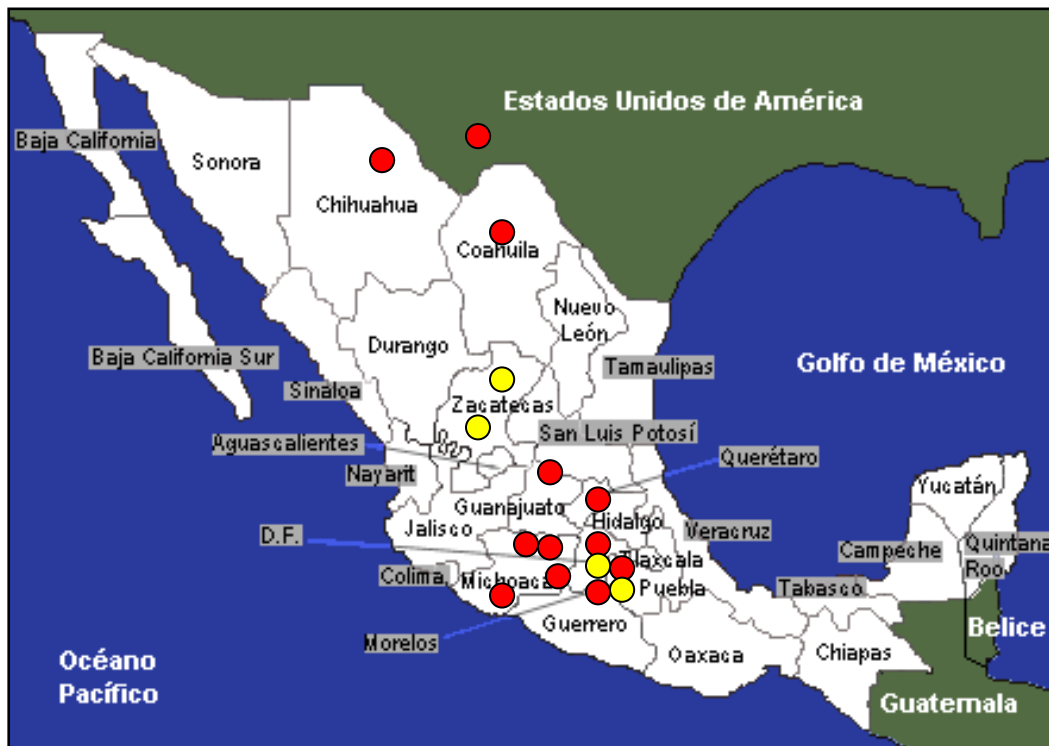 Estados Unidos de América
Baja California
Sonora
Chihuahua
Coahuila
Nuevo
León
Durango
Baja California Sur
Sinaloa
Tamaulipas
Golfo de México
Zacatecas
Aguascalientes
San Luis Potosí
Nayarit
Querétaro
Yucatán
Guanajuato
Jalisco
Hidalgo
D.F.
Veracruz
Campeche
Quintana
Roo
Colima
Michoacá
Tlaxcala
Puebla
Tabasco
Morelos
Guerrero
Oaxaca
Chiapas
Belice
Océano
Pacífico
Guatemala